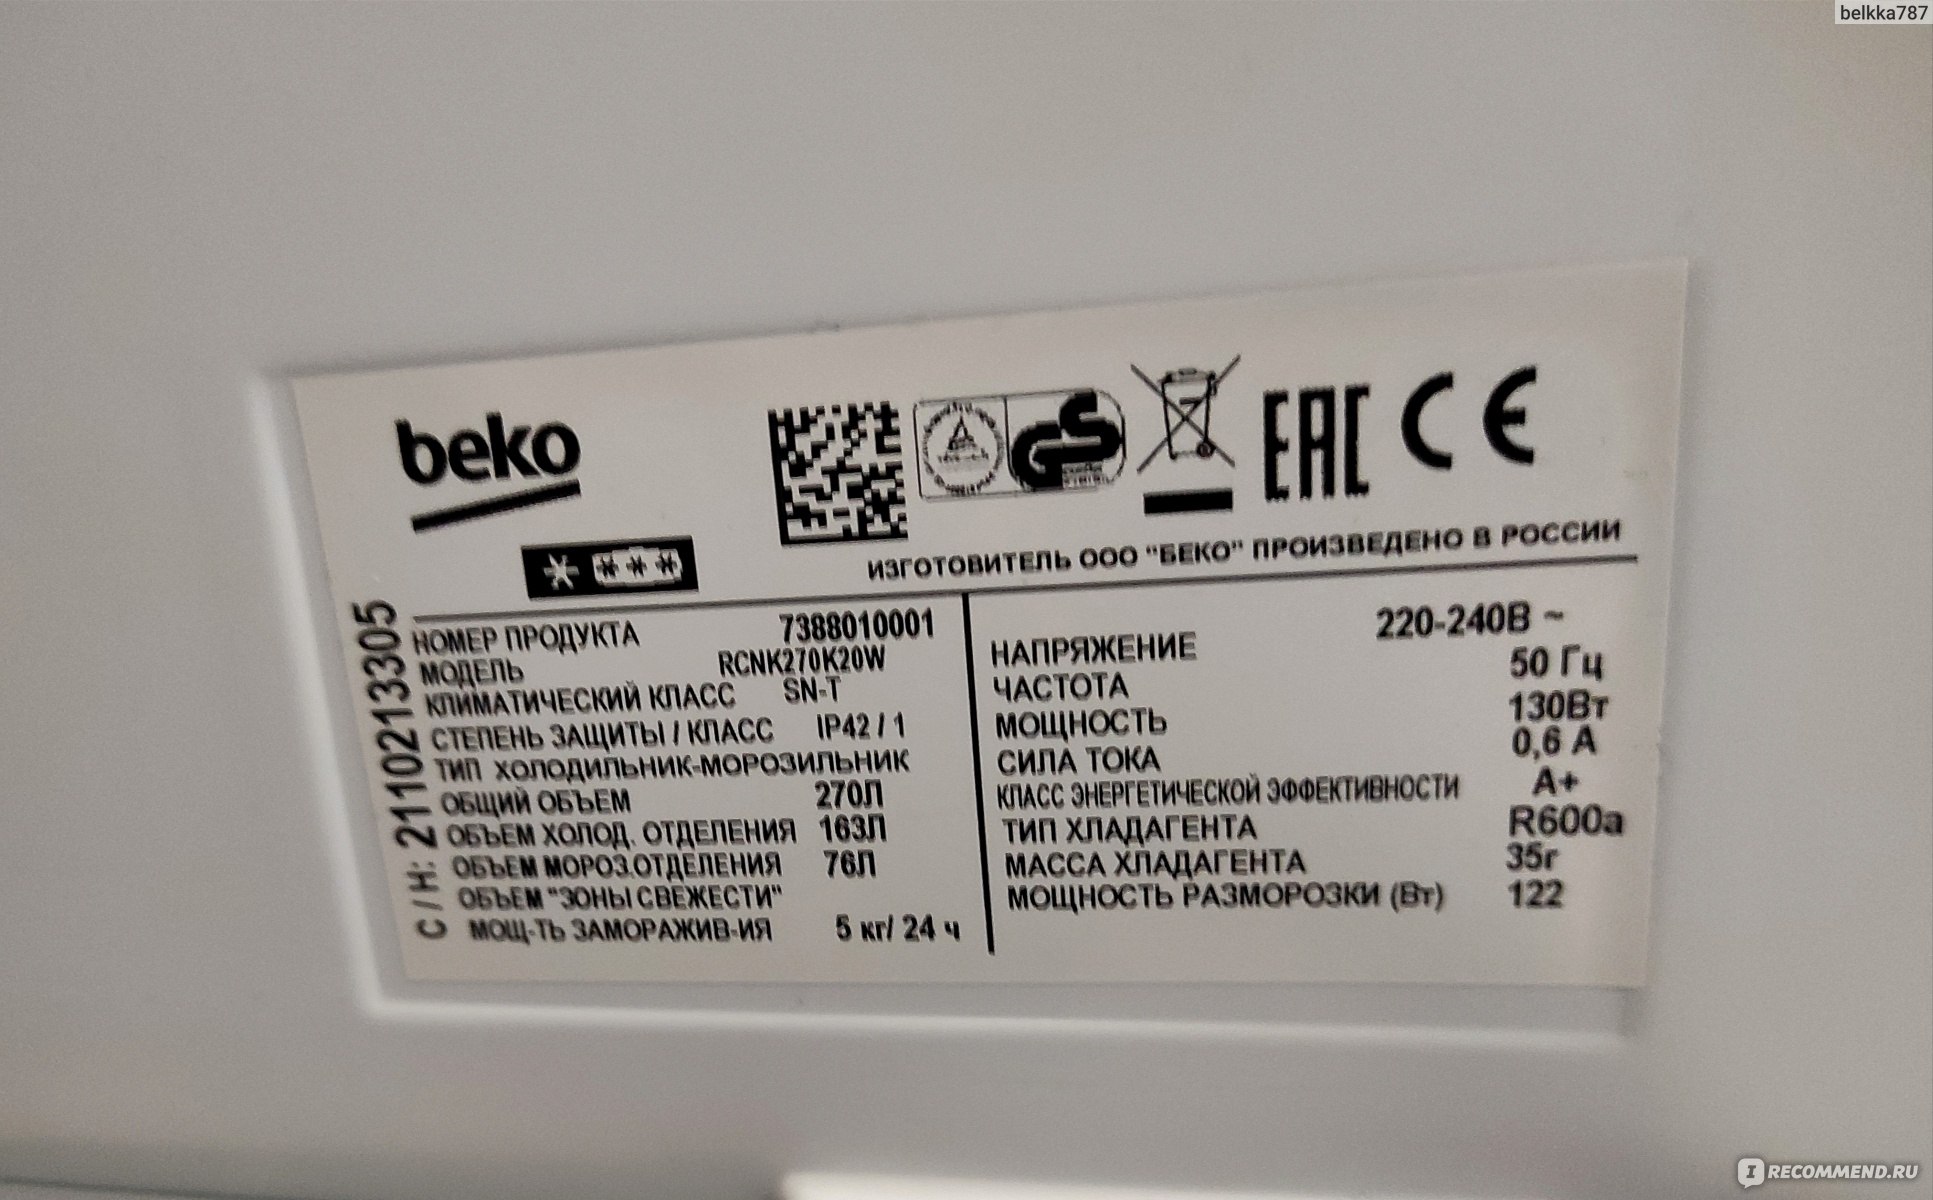 belkka787
beko
ИЗГОТОВИТЕЛЬ ООО "БЕКО" ПРОИЗВЕДЕНО В РОССИИ
С / Н: 2110213305
НОМЕР ПРОДУКТА 7388010001
МОДЕЛЬ RCNK270K20W
КЛИМАТИЧЕСКИЙ КЛАСС SN-T
СТЕПЕНЬ ЗАЩИТЫ / КЛАСС IP42 / 1
ТИП ХОЛОДИЛЬНИК-МОРОЗИЛЬНИК
ОБЩИЙ ОБЪЕМ 270Л
ОБЪЕМ ХОЛОД. ОТДЕЛЕНИЯ 163Л
ОБЪЕМ МОРОЗ.ОТДЕЛЕНИЯ 76Л
ОБЪЕМ "ЗОНЫ СВЕЖЕСТИ"
МОЩ-ТЬ ЗАМОРАЖИВ-ИЯ 5 кг/ 24 ч
НАПРЯЖЕНИЕ 220-240В ~
ЧАСТОТА 50 Гц
МОЩНОСТЬ 130Вт
СИЛА ТОКА 0,6 А
КЛАСС ЭНЕРГЕТИЧЕСКОЙ ЭФФЕКТИВНОСТИ А+
ТИП ХЛАДАГЕНТА R600a
МАССА ХЛАДАГЕНТА 35г
МОЩНОСТЬ РАЗМОРОЗКИ (Вт) 122
IRECOMMEND.RU